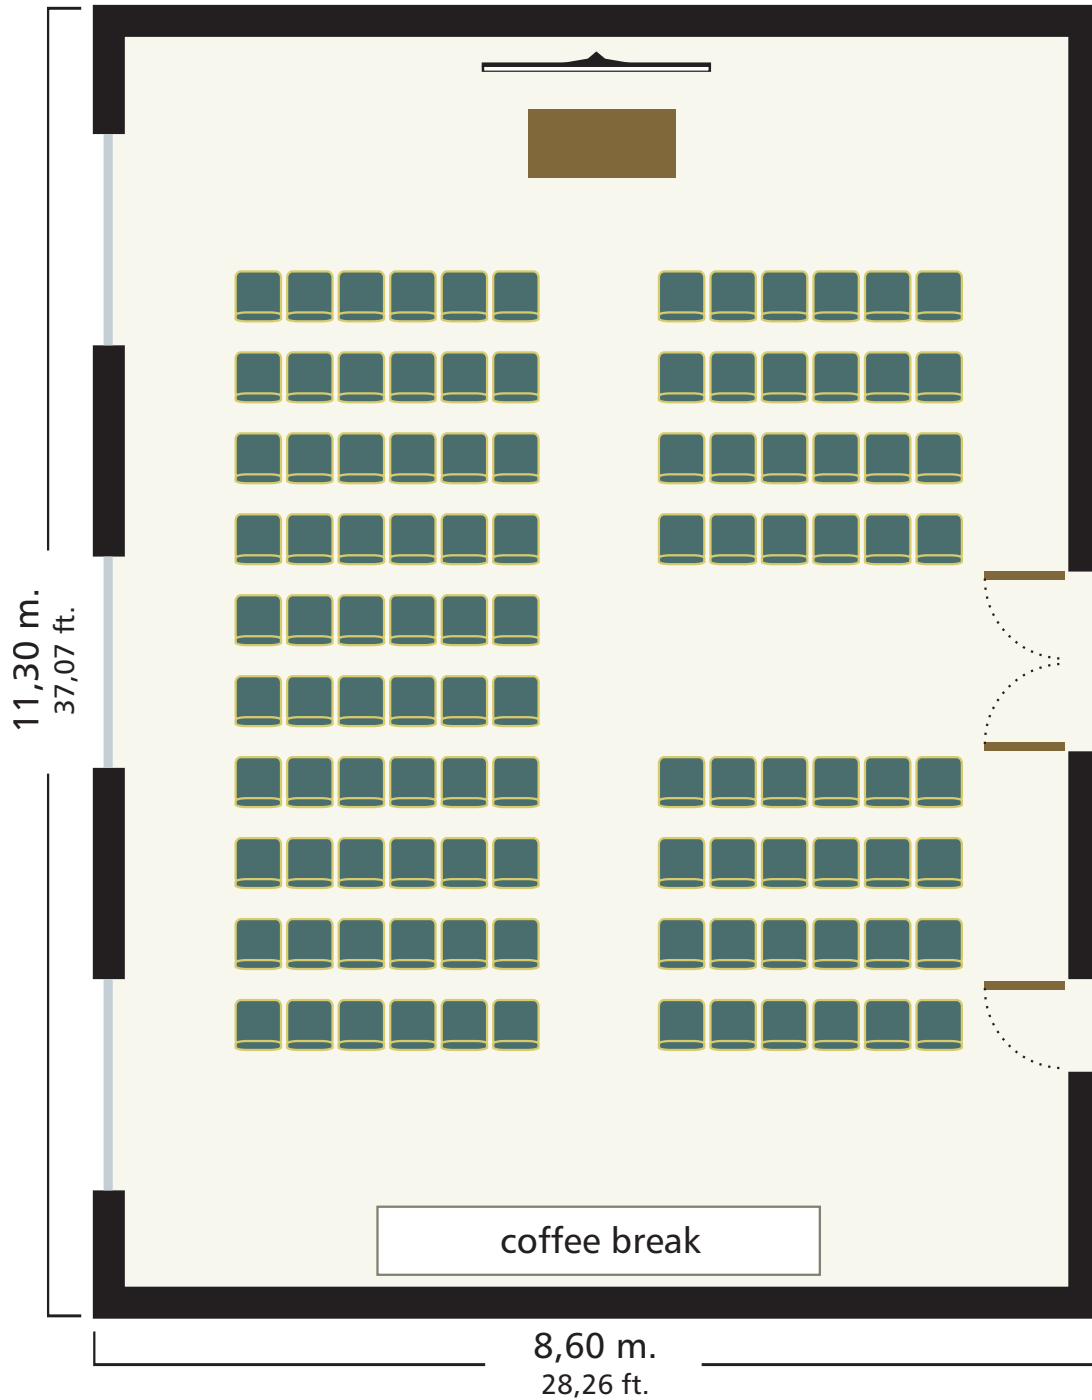 11,30 m.
37,07 ft.
coffee break
8,60 m.
28,26 ft.